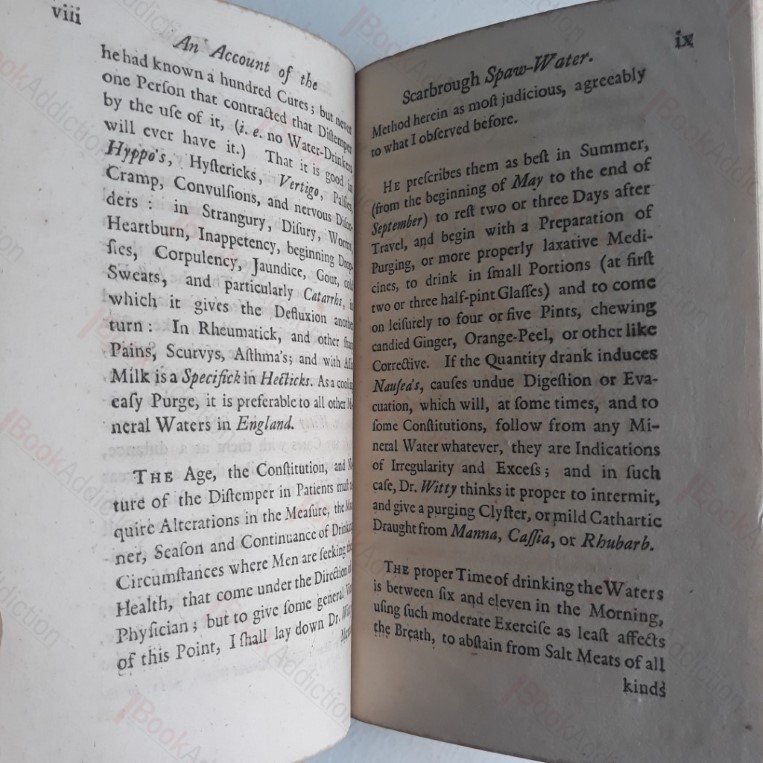 viii
An Account of the
he had known a hundred Cures; but never
one Perſon that contracted that Diſtemper
by the uſe of it, (i. e. no Water-Drinkers
will ever have it.) That it is good in
Hyppo's, Hyſtericks, Vertigo, Palſies,
Cramp, Convulſions, and nervous Diſor-
ders: in Strangury, Diſury, Worms,
Heartburn, Inappetency, beginning Drop-
ſies, Corpulency, Jaundice, Gout, cold
Sweats, and particularly Catarrhs, in
which it gives the Defluxion another
turn: In Rheumatick, and other
Pains, Scurvys, Aſthma's; and with
Milk is a Specifick in Hecticks. As a
eaſy Purge, it is preferable to all other Mi-
neral Waters in England.
THE Age, the Conſtitution, and Na-
ture of the Diſtemper in Patients muſt re-
quire Alterations in the Meaſure, the Man-
ner, Seaſon and Continuance of Drinking
Circumſtances where Men are ſeeking
Health, that come under the Direction of
Phyſician; but to give ſome general
of this Point, I ſhall lay down Dr.
ix
Scarbrough Spaw-Water.
Method herein as moſt judicious, agreeably
to what I obſerved before.
HE preſcribes them as beſt in Summer,
(from the beginning of May to the end of
September) to reſt two or three Days after
Travel, and begin with a Preparation of
Purging, or more properly laxative Medi-
cines, to drink in ſmall Portions (at firſt
two or three half-pint Glaſſes) and to come
on leiſurely to four or five Pints, chewing
candied Ginger, Orange-Peel, or other like
Corrective. If the Quantity drank induces
Nauſea's, cauſes undue Digeſtion or Eva-
cuation, which will, at ſome times, and to
ſome Conſtitutions, follow from any Mi-
neral Water whatever, they are Indications
of Irregularity and Exceſs; and in ſuch
caſe, Dr. Witty thinks it proper to intermit,
and give a purging Clyſter, or mild Cathartic
Draught from Manna, Caſſia, or Rhubarb.
THE proper Time of drinking the Waters
is between ſix and eleven in the Morning,
uſing ſuch moderate Exerciſe as leaſt affects
the Breath, to abſtain from Salt Meats of all
kinds